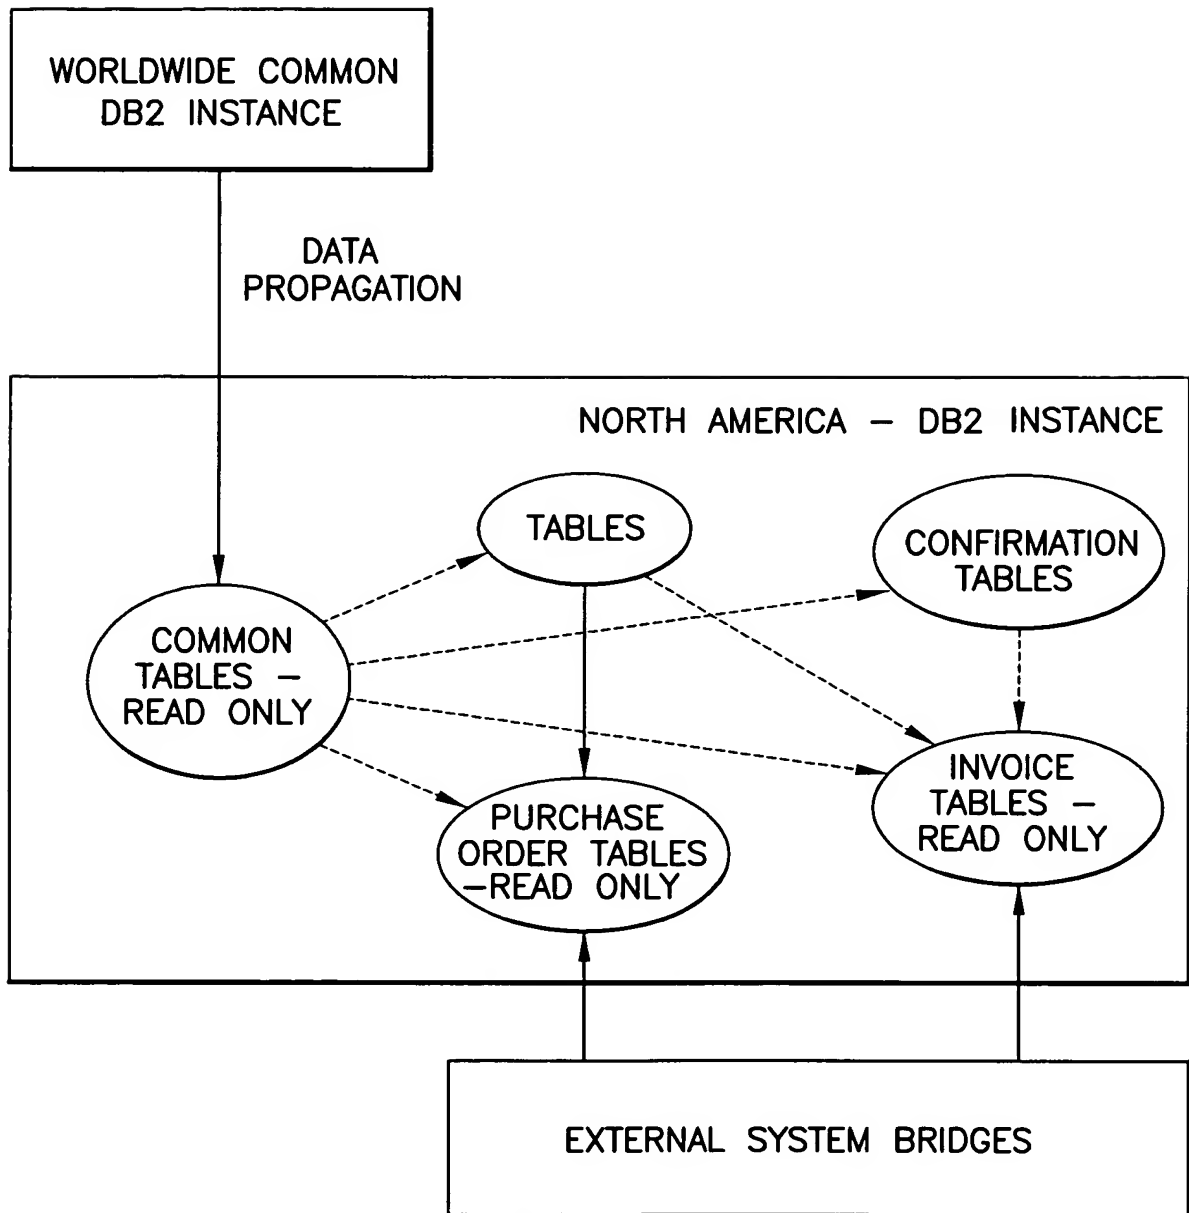 WORLDWIDE COMMON
DB2 INSTANCE
DATA
PROPAGATION
NORTH AMERICA — DB2 INSTANCE
TABLES
CONFIRMATION
TABLES
COMMON
TABLES —
READ ONLY
INVOICE
TABLES —
READ ONLY
PURCHASE
ORDER TABLES
—READ ONLY
EXTERNAL SYSTEM BRIDGES